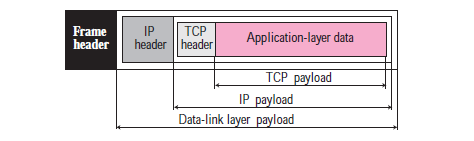 Frame
header
IP
header
TCP
header
Application-layer data
TCP payload
IP payload
Data-link layer payload